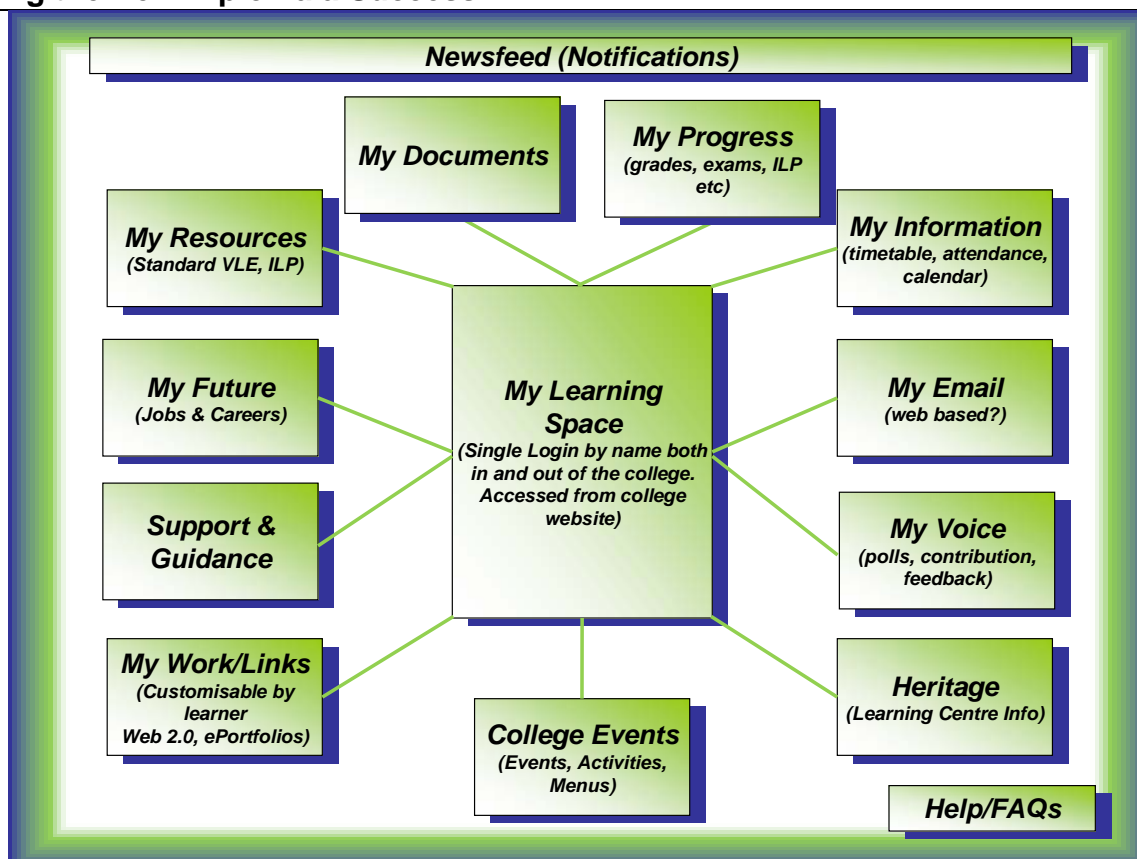 Newsfeed (Notifications)
My Documents
My Progress
(grades, exams, ILP
etc)
My Resources
(Standard VLE, ILP)
My Information
(timetable, attendance,
calendar)
My Future
(Jobs & Careers)
My Learning
Space
(Single Login by name both
in and out of the college.
Accessed from college
website)
My Email
(web based?)
Support &
Guidance
My Voice
(polls, contribution,
feedback)
My Work/Links
(Customisable by
learner
Web 2.0, ePortfolios)
College Events
(Events, Activities,
Menus)
Heritage
(Learning Centre Info)
Help/FAQs